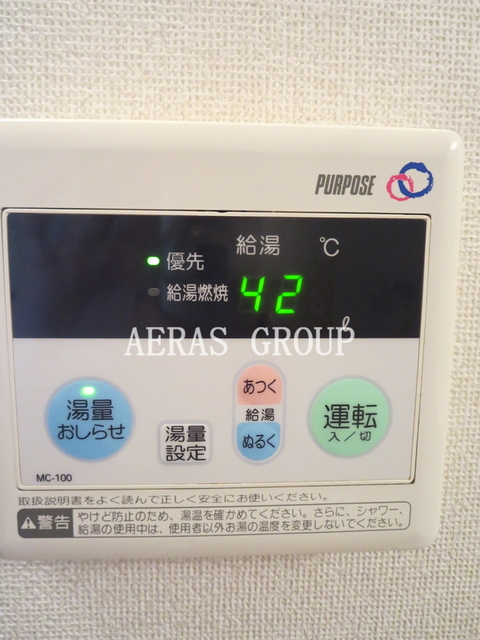 PURPOSE
給湯 ℃
優先
給湯燃焼 42
ℓ
AERAS GROUP
湯量
おしらせ
湯量
設定
あつく
給湯
ぬるく
運転
入/切
MC-100
取扱説明書をよく読んで正しく安全にお使いください。
警告 やけど防止のため、湯温を確かめてください。さらに、シャワー、
給湯の使用中は、使用者以外お湯の温度を変更しないでください。